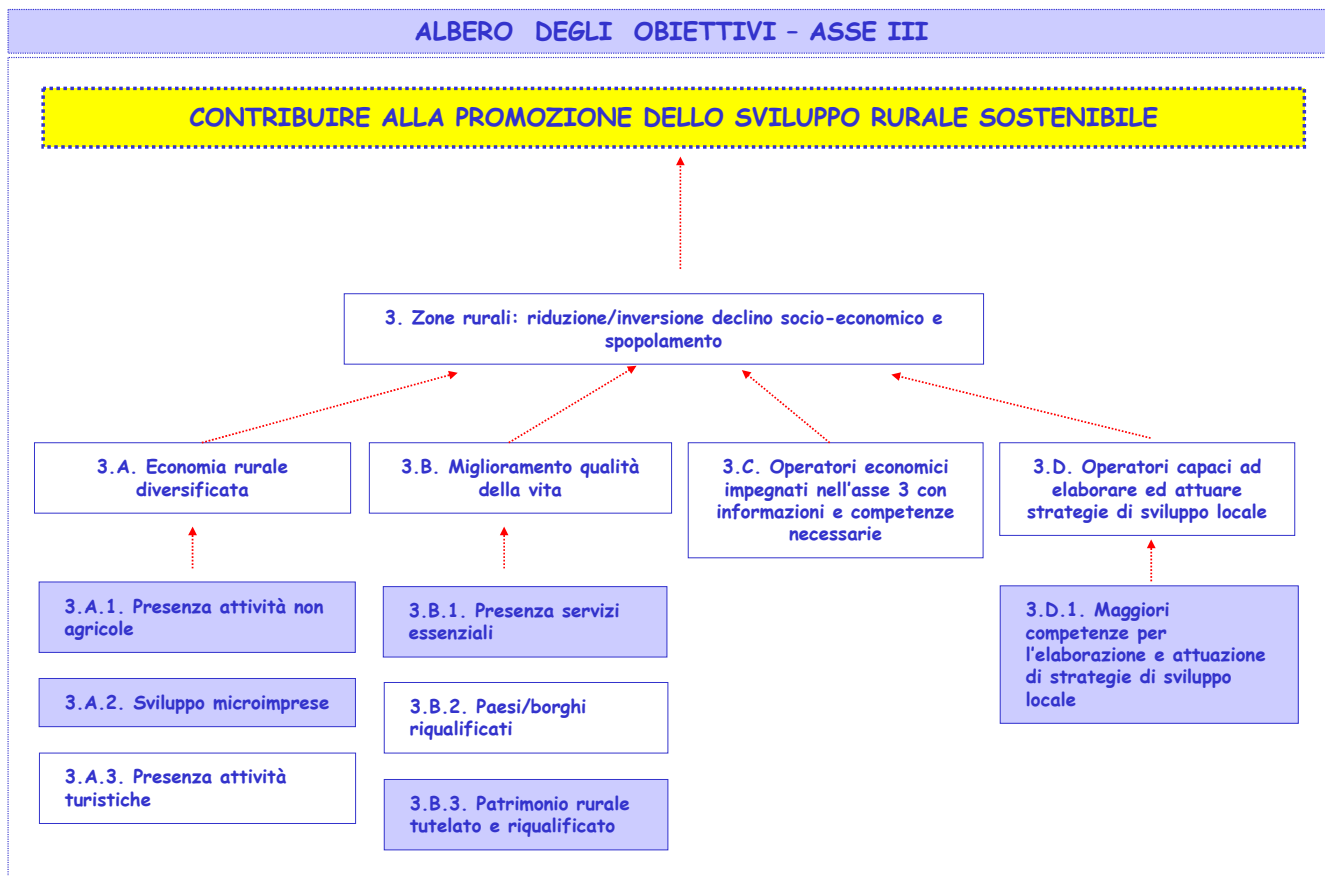 ALBERO DEGLI OBIETTIVI – ASSE III
CONTRIBUIRE ALLA PROMOZIONE DELLO SVILUPPO RURALE SOSTENIBILE
3. Zone rurali: riduzione/inversione declino socio-economico e
spopolamento
3.A. Economia rurale
diversificata
3.B. Miglioramento qualità
della vita
3.C. Operatori economici
impegnati nell'asse 3 con
informazioni e competenze
necessarie
3.D. Operatori capaci ad
elaborare ed attuare
strategie di sviluppo locale
3.A.1. Presenza attività non
agricole
3.A.2. Sviluppo microimprese
3.A.3. Presenza attività
turistiche
3.B.1. Presenza servizi
essenziali
3.B.2. Paesi/borghi
riqualificati
3.B.3. Patrimonio rurale
tutelato e riqualificato
3.D.1. Maggiori
competenze per
l'elaborazione e attuazione
di strategie di sviluppo
locale